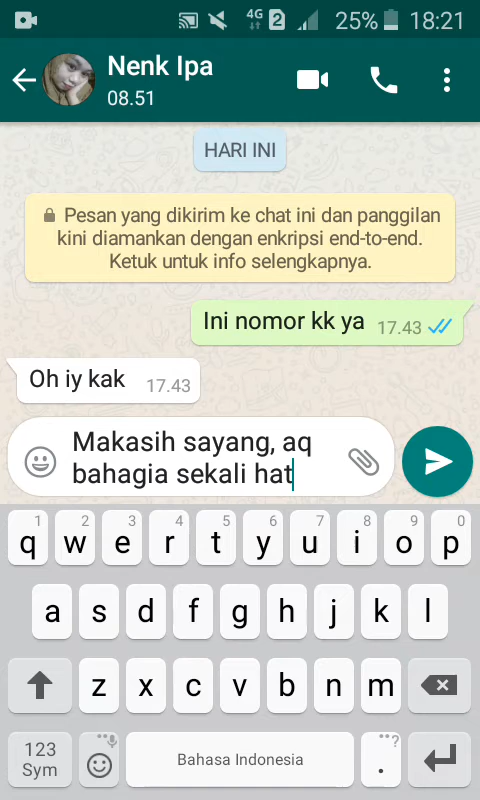 4G 2 25% 18:21
Nenk Ipa
08.51
HARI INI
Pesan yang dikirim ke chat ini dan panggilan
kini diamankan dengan enkripsi end-to-end.
Ketuk untuk info selengkapnya.
Ini nomor kk ya 17.43
Oh iy kak 17.43
Makasih sayang, aq
bahagia sekali hat
1 2 3 4 5 6 7 8 9 0
q w e r t y u i o p
a s d f g h j k l
z x c v b n m
123 Bahasa Indonesia . ?
Sym